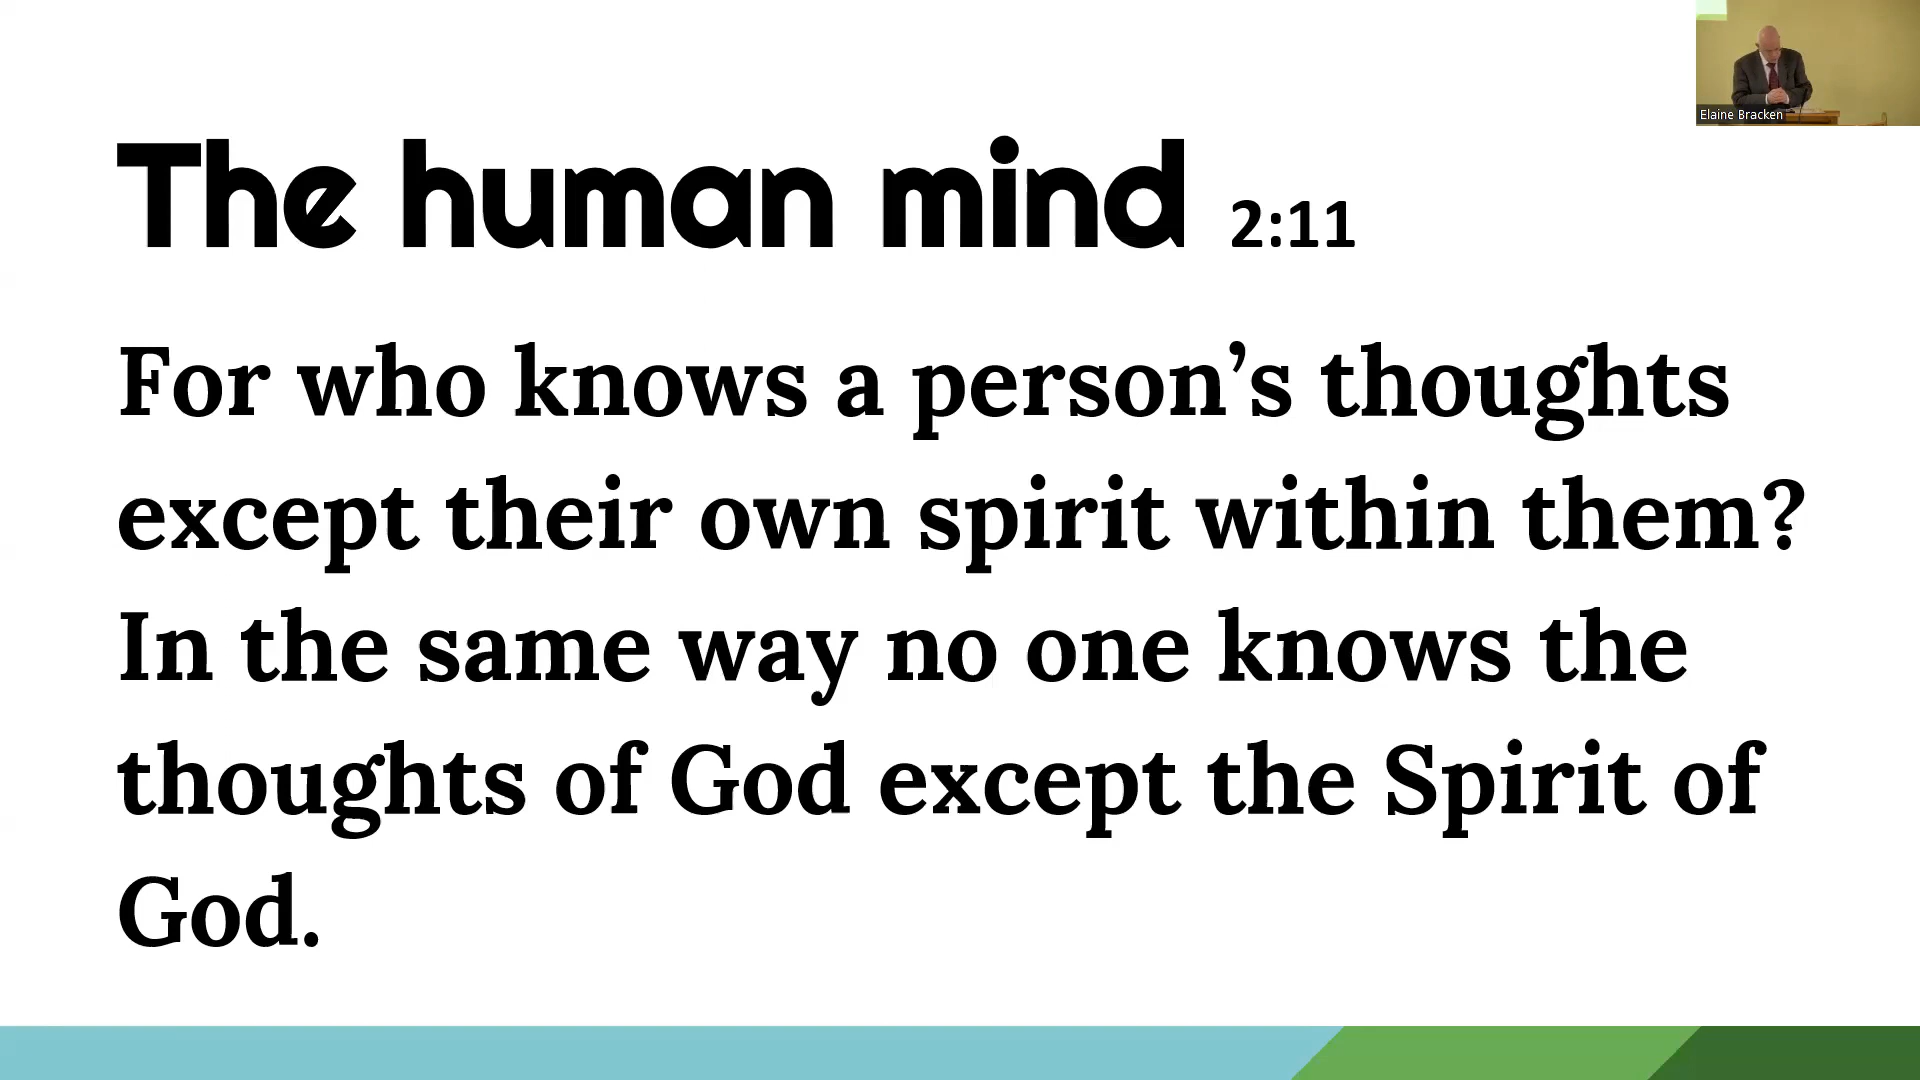 Elaine Bracken
The human mind 2:11
For who knows a person’s thoughts
except their own spirit within them?
In the same way no one knows the
thoughts of God except the Spirit of
God.